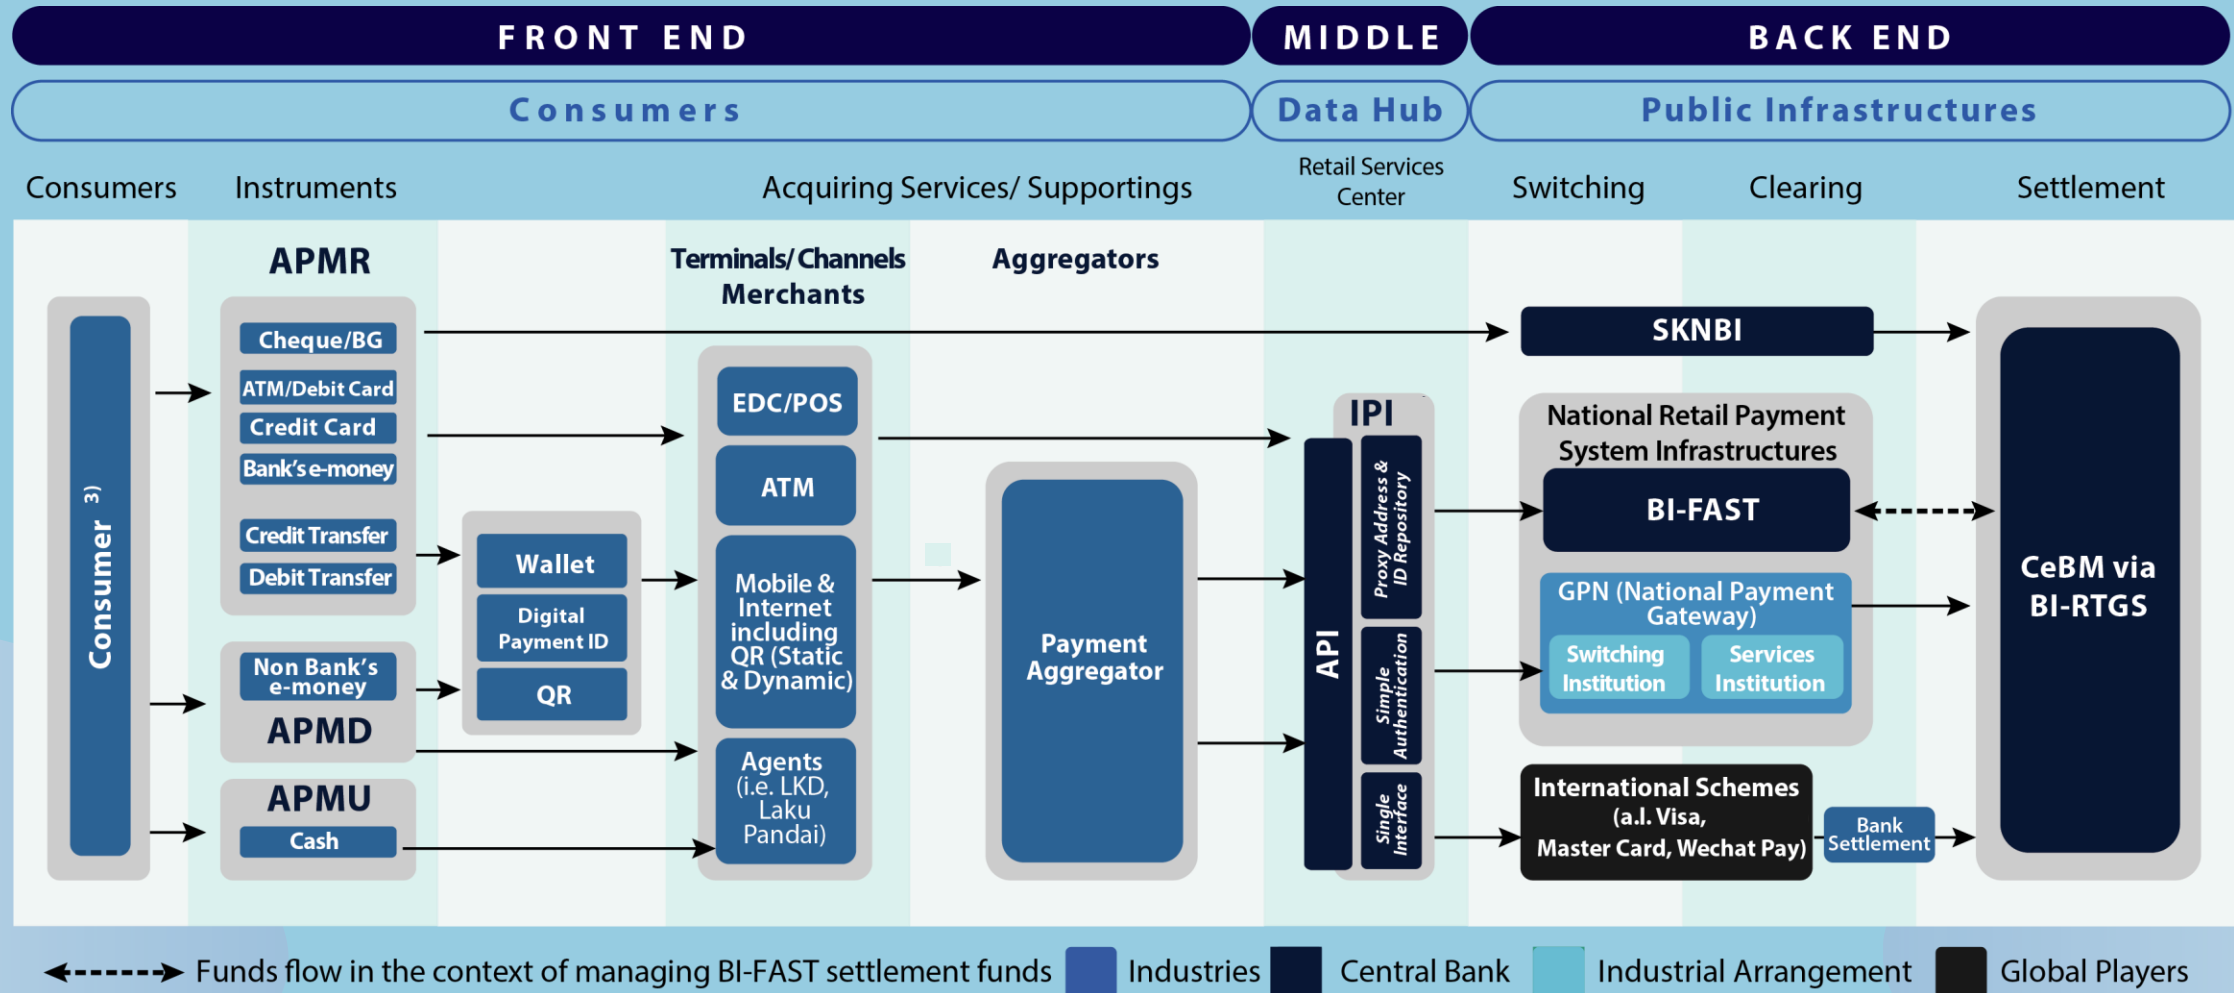 FRONT END
MIDDLE
BACK END
Consumers
Data Hub
Public Infrastructures
Consumers
Instruments
Acquiring Services/ Supportings
Retail Services
Center
Switching
Clearing
Settlement
APMR
Terminals/ Channels
Merchants
Aggregators
Consumer 3)
Cheque/BG
ATM/Debit Card
Credit Card
Bank's e-money
Credit Transfer
Debit Transfer
Non Bank's
e-money
APMD
APMU
Cash
Wallet
Digital
Payment ID
QR
EDC/POS
ATM
Mobile &
Internet
including
QR (Static
& Dynamic)
Agents
(i.e. LKD,
Laku
Pandai)
Payment
Aggregator
IPI
API
Proxy Address &
ID Repository
Simple
Authentication
Single
Interface
SKNBI
National Retail Payment
System Infrastructures
BI-FAST
GPN (National Payment
Gateway)
Switching
Institution
Services
Institution
International Schemes
(a.l. Visa,
Master Card, Wechat Pay)
Bank
Settlement
CeBM via
BI-RTGS
Funds flow in the context of managing BI-FAST settlement funds
Industries
Central Bank
Industrial Arrangement
Global Players